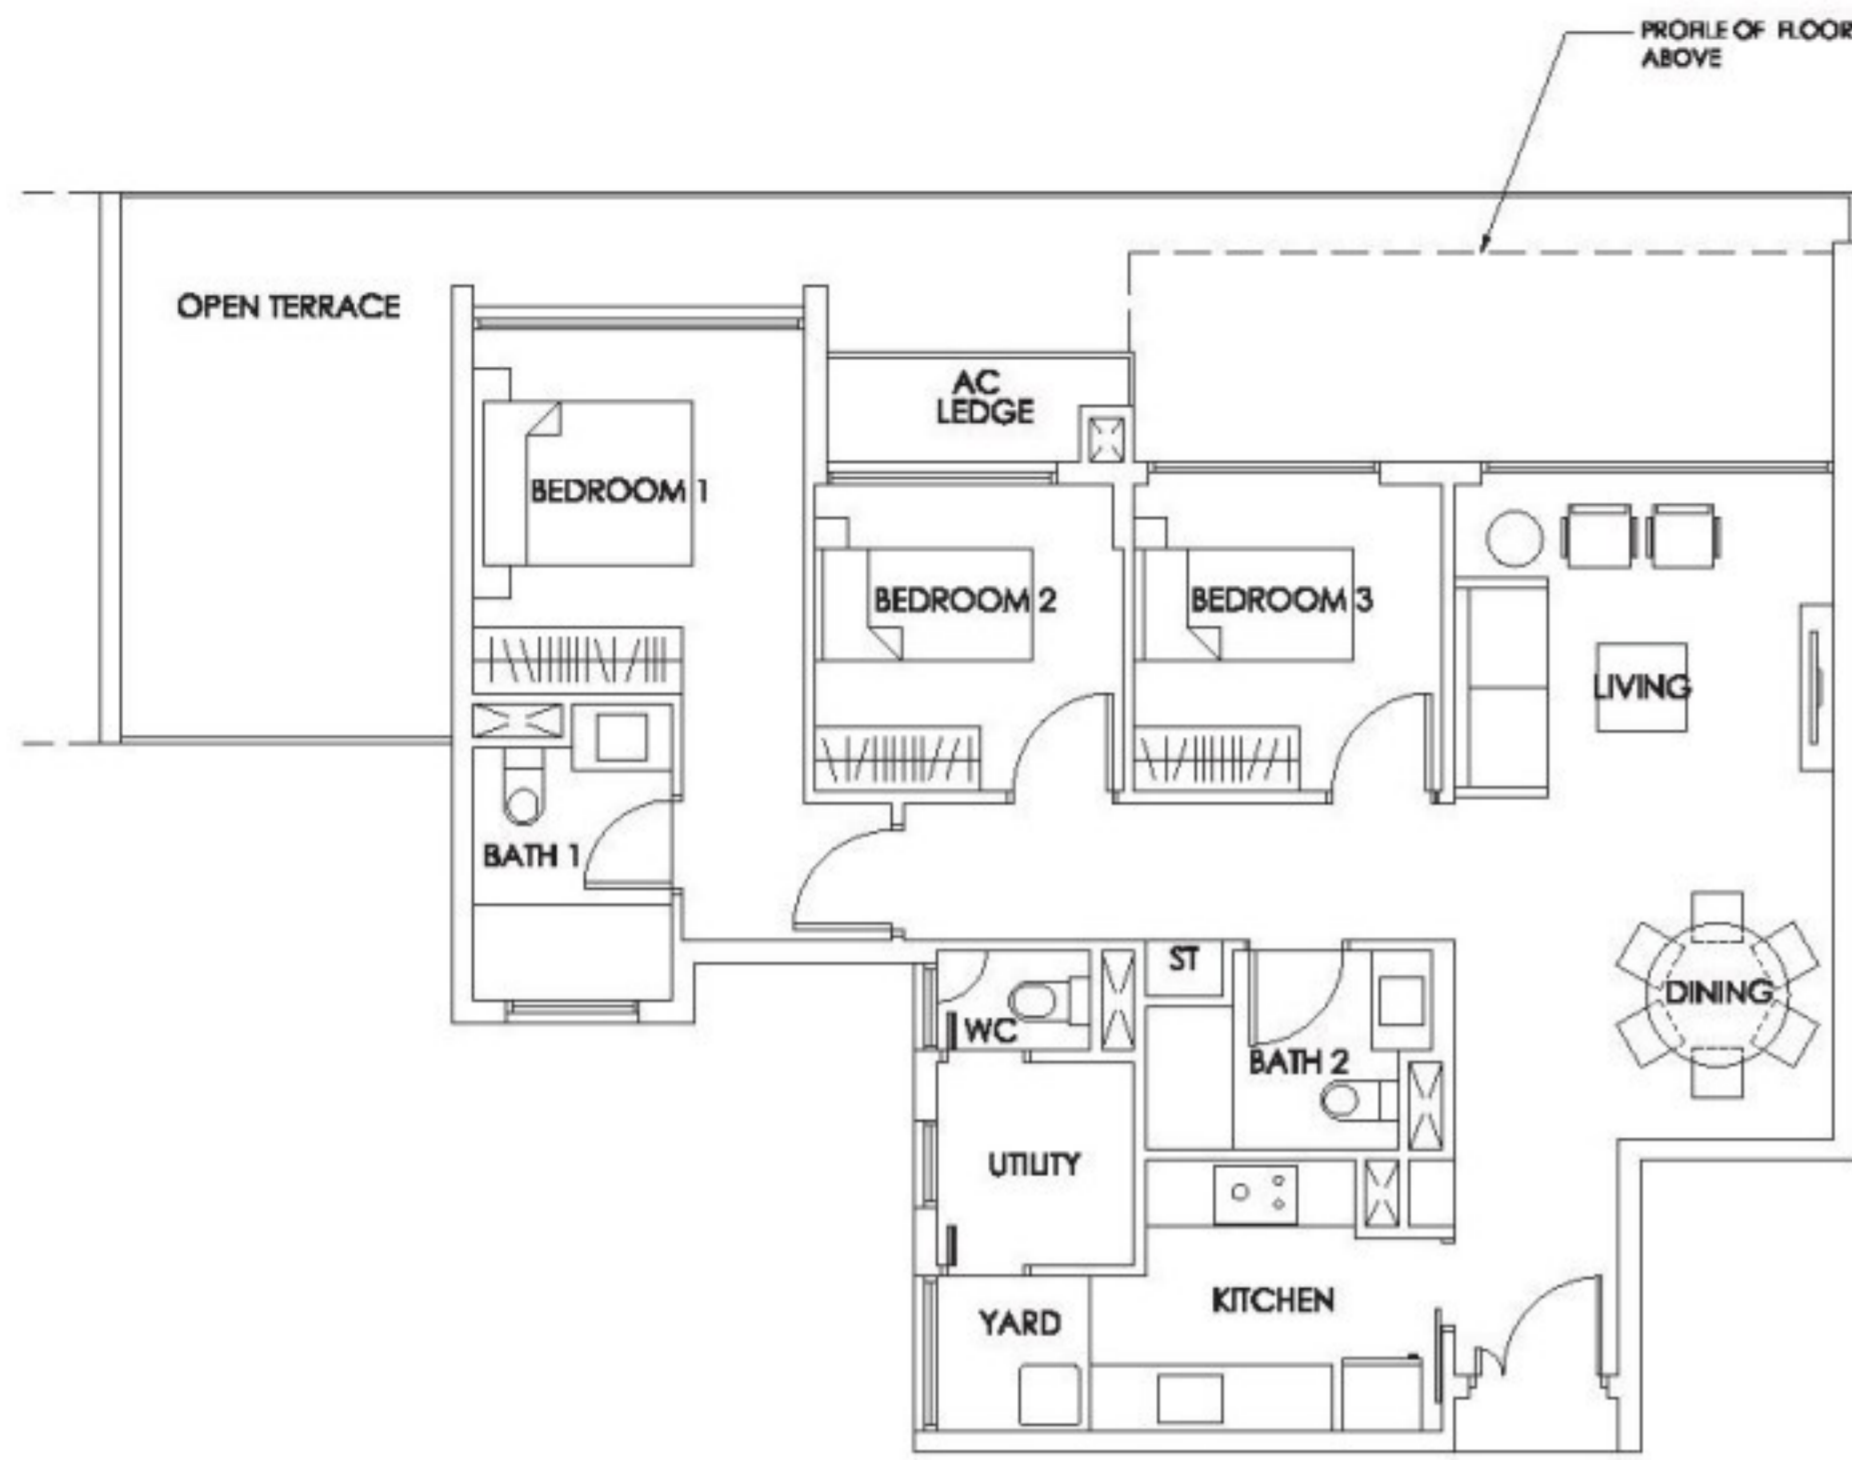 PROFILE OF FLOOR
ABOVE
OPEN TERRACE
AC
LEDGE
BEDROOM 1
BEDROOM 2
BEDROOM 3
LIVING
BATH 1
ST
DINING
WC
BATH 2
UTILITY
KITCHEN
YARD